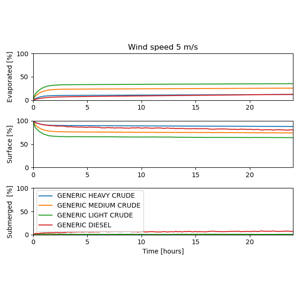 Wind speed 5 m/s
Evaporated [%]
100
50
0
0 5 10 15 20
Surface [%]
100
50
0
0 5 10 15 20
Submerged [%]
100
50
0
GENERIC HEAVY CRUDE
GENERIC MEDIUM CRUDE
GENERIC LIGHT CRUDE
GENERIC DIESEL
0 5 10 15 20
Time [hours]